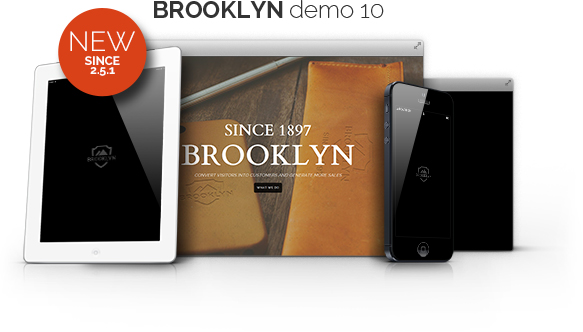 BROOKLYN demo 10
NEW
SINCE
2.5.1
SINCE 1897
BROOKLYN
CONVERT VISITORS INTO CUSTOMERS AND GENERATE MORE SALES
WHAT WE DO
BROOKLYN